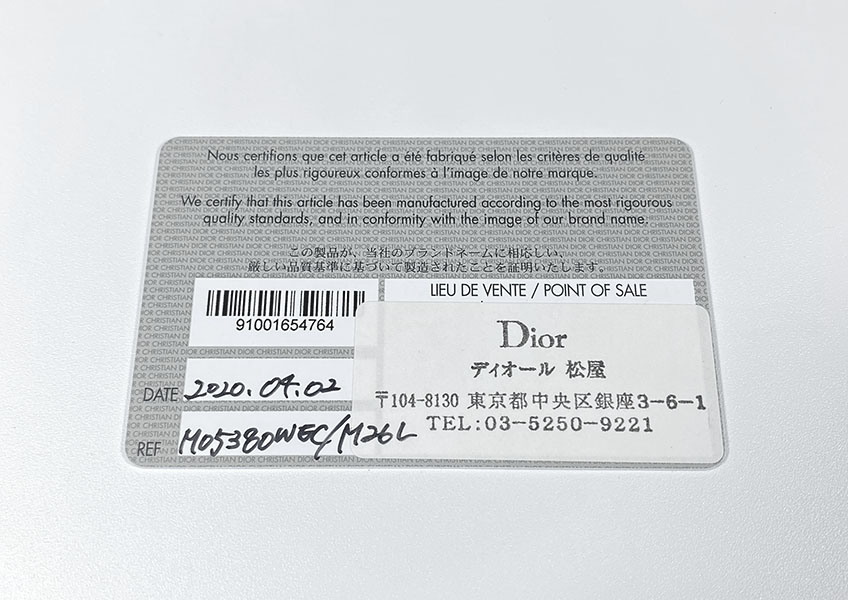 Nous certifions que cet article a été fabriqué selon les critères de qualité
les plus rigoureux conformes à l'image de notre marque.
We certify that this article has been manufactured according to the most rigourous
quality standards, and in conformity with the image of our brand name.
この製品が、当社のブランドネームに相応しい、
厳しい品質基準に基づいて製造されたことを証明いたします。
LIEU DE VENTE / POINT OF SALE
91001654764
Dior
ディオール 松屋
〒104-8130 東京都中央区銀座3-6-1
TEL:03-5250-9221
DATE 2020.04.02
REF M05380WEC/M26L